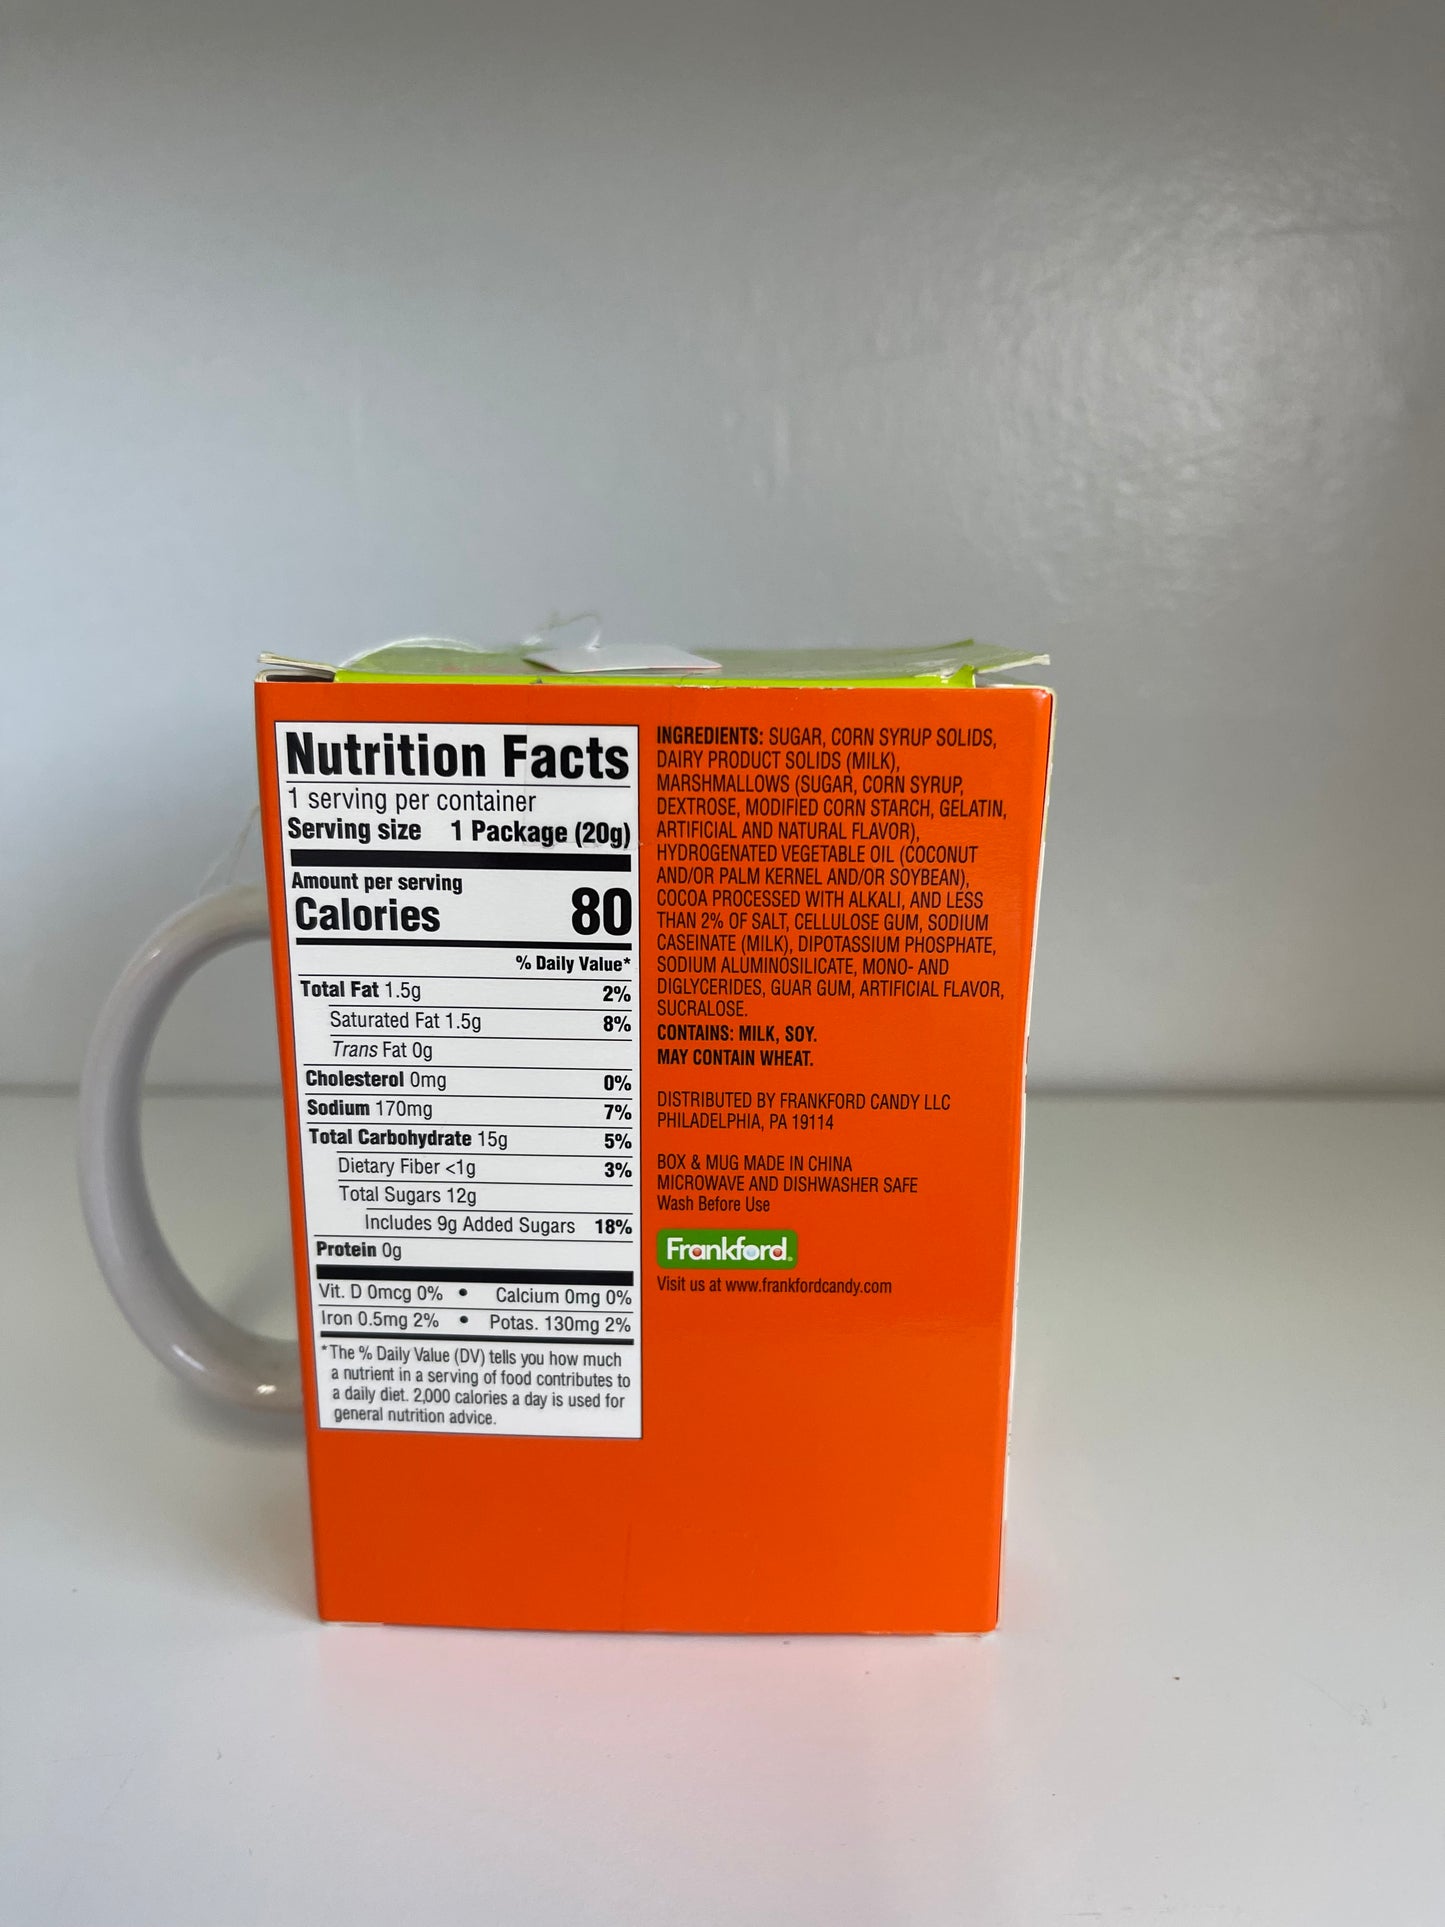 Nutrition Facts
1 serving per container
Serving size 1 Package (20g)
Amount per serving
Calories 80
% Daily Value*
Total Fat 1.5g 2%
Saturated Fat 1.5g 8%
Trans Fat 0g
Cholesterol 0mg 0%
Sodium 170mg 7%
Total Carbohydrate 15g 5%
Dietary Fiber <1g 3%
Total Sugars 12g
Includes 9g Added Sugars 18%
Protein 0g
Vit. D 0mcg 0% • Calcium 0mg 0%
Iron 0.5mg 2% • Potas. 130mg 2%
*The % Daily Value (DV) tells you how much
a nutrient in a serving of food contributes to
a daily diet. 2,000 calories a day is used for
general nutrition advice.
INGREDIENTS: SUGAR, CORN SYRUP SOLIDS,
DAIRY PRODUCT SOLIDS (MILK),
MARSHMALLOWS (SUGAR, CORN SYRUP,
DEXTROSE, MODIFIED CORN STARCH, GELATIN,
ARTIFICIAL AND NATURAL FLAVOR),
HYDROGENATED VEGETABLE OIL (COCONUT
AND/OR PALM KERNEL AND/OR SOYBEAN),
COCOA PROCESSED WITH ALKALI, AND LESS
THAN 2% OF SALT, CELLULOSE GUM, SODIUM
CASEINATE (MILK), DIPOTASSIUM PHOSPHATE,
SODIUM ALUMINOSILICATE, MONO- AND
DIGLYCERIDES, GUAR GUM, ARTIFICIAL FLAVOR,
SUCRALOSE.
CONTAINS: MILK, SOY.
MAY CONTAIN WHEAT.
DISTRIBUTED BY FRANKFORD CANDY LLC
PHILADELPHIA, PA 19114
BOX & MUG MADE IN CHINA
MICROWAVE AND DISHWASHER SAFE
Wash Before Use
Frankford.
Visit us at www.frankfordcandy.com